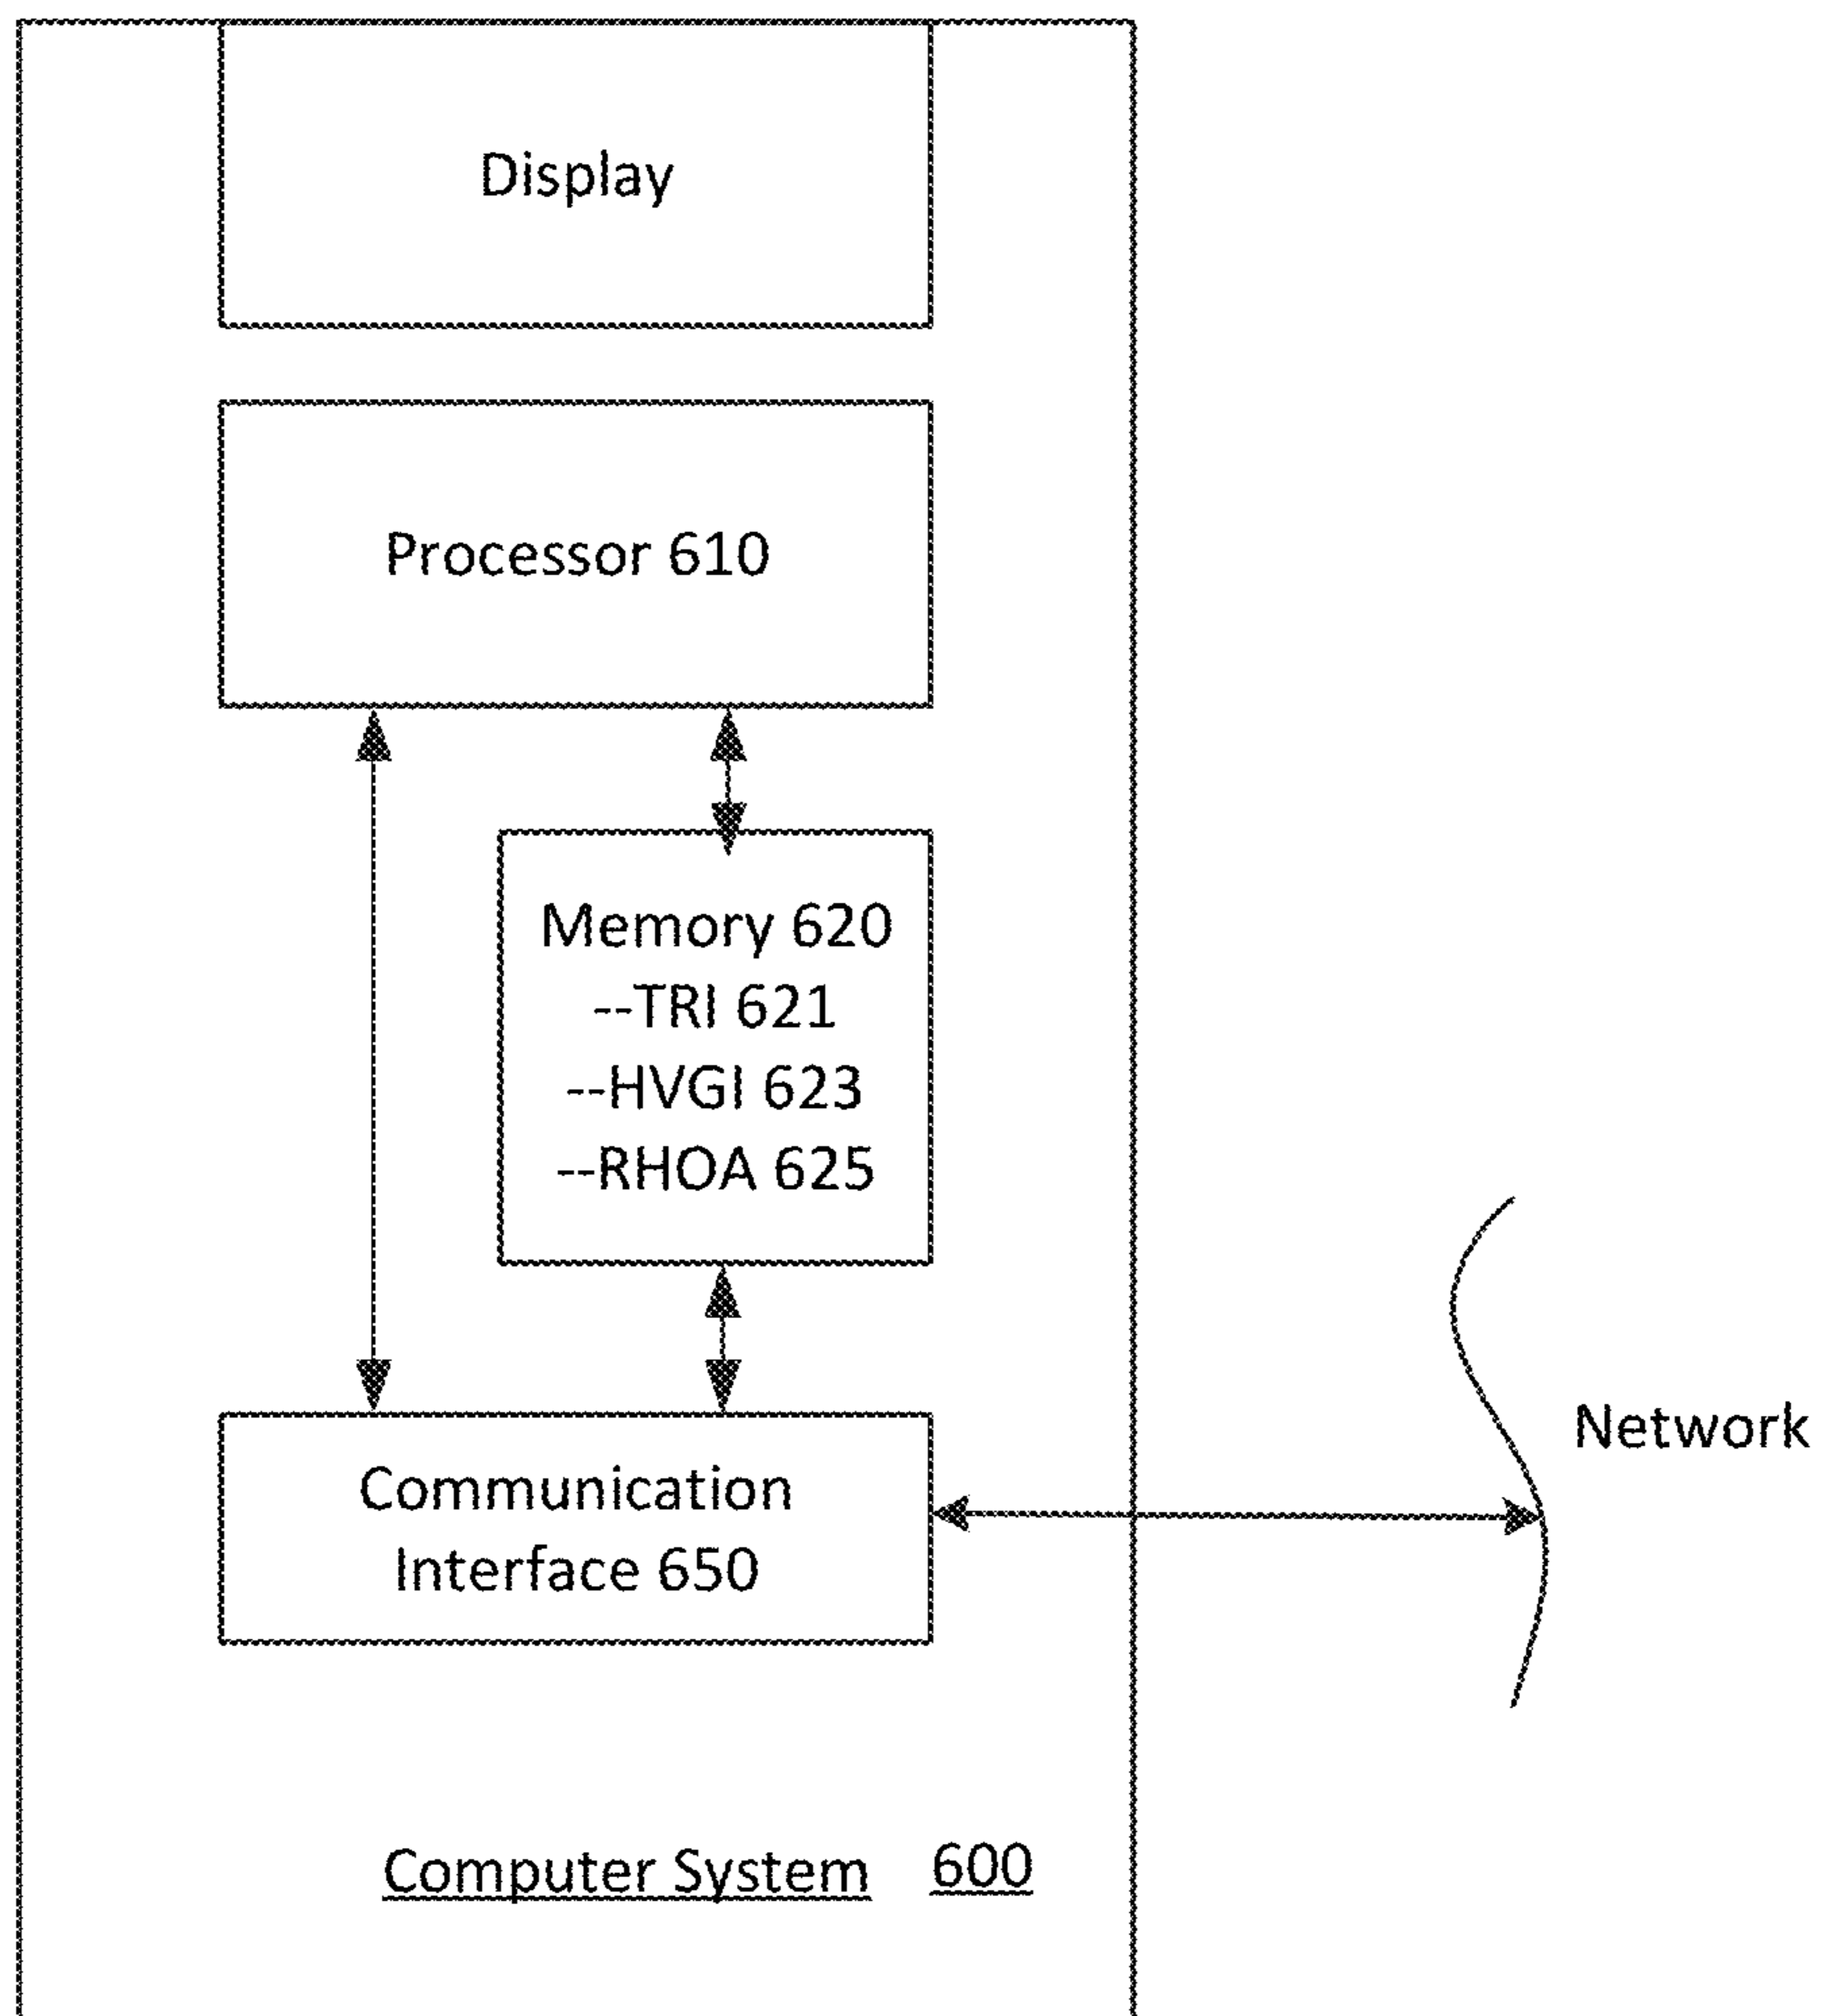 Display
Processor 610
Memory 620
--TRI 621
--HVGI 623
--RHOA 625
Network
Communication
Interface 650
Computer System 600